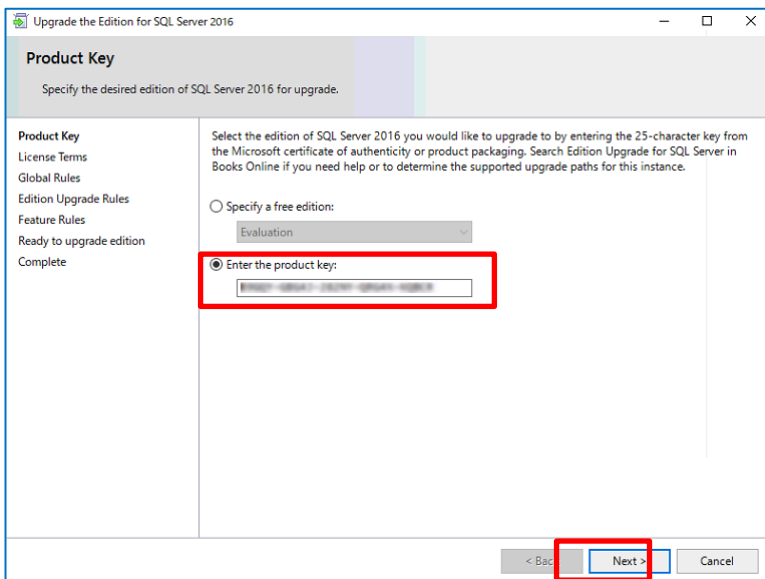 Upgrade the Edition for SQL Server 2016
Product Key
Specify the desired edition of SQL Server 2016 for upgrade.
Product Key
License Terms
Global Rules
Edition Upgrade Rules
Feature Rules
Ready to upgrade edition
Complete
Select the edition of SQL Server 2016 you would like to upgrade to by entering the 25-character key from
the Microsoft certificate of authenticity or product packaging. Search Edition Upgrade for SQL Server in
Books Online if you need help or to determine the supported upgrade paths for this instance.
Specify a free edition:
Evaluation
Enter the product key:
< Bac
Next >
Cancel